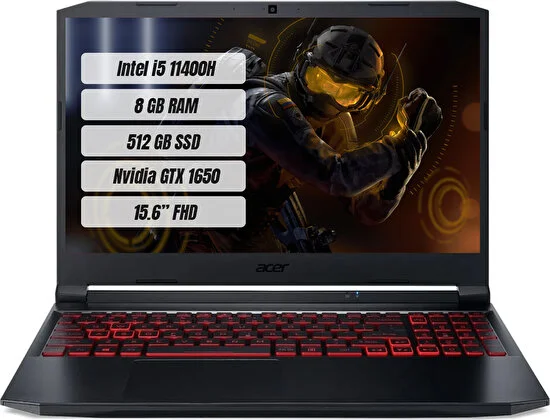 Intel i5 11400H
8 GB RAM
512 GB SSD
Nvidia GTX 1650
15.6” FHD
acer